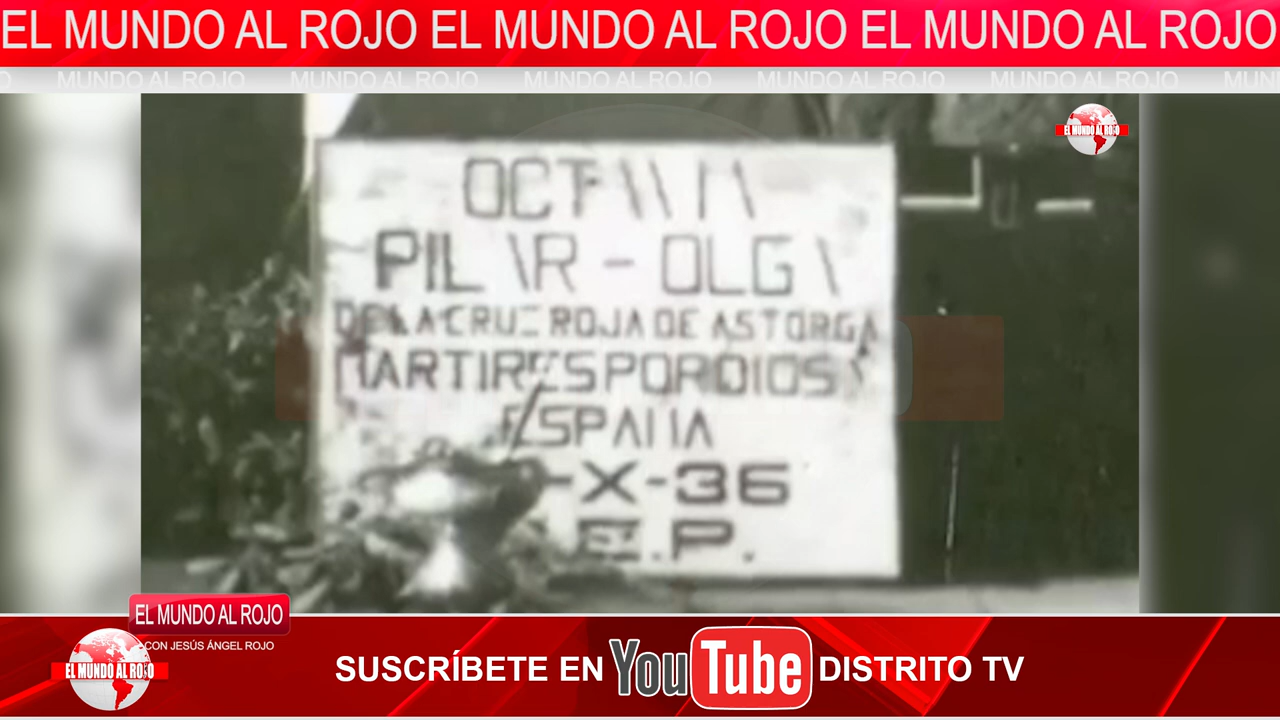 EL MUNDO AL ROJO EL MUNDO AL ROJO EL MUNDO AL ROJO
MUNDO AL ROJO MUNDO AL ROJO MUNDO AL ROJO MUNDO AL ROJO MUNDO AL ROJO
EL MUNDO AL ROJO
OCTAVIA
PILAR - OLGA
DE LA CRUZ ROJA DE ASTORGA
MARTIRES POR DIOS Y
ESPAÑA
-X-36
E.P.
EL MUNDO AL ROJO
CON JESÚS ÁNGEL ROJO
EL MUNDO AL ROJO
SUSCRÍBETE EN YouTube DISTRITO TV